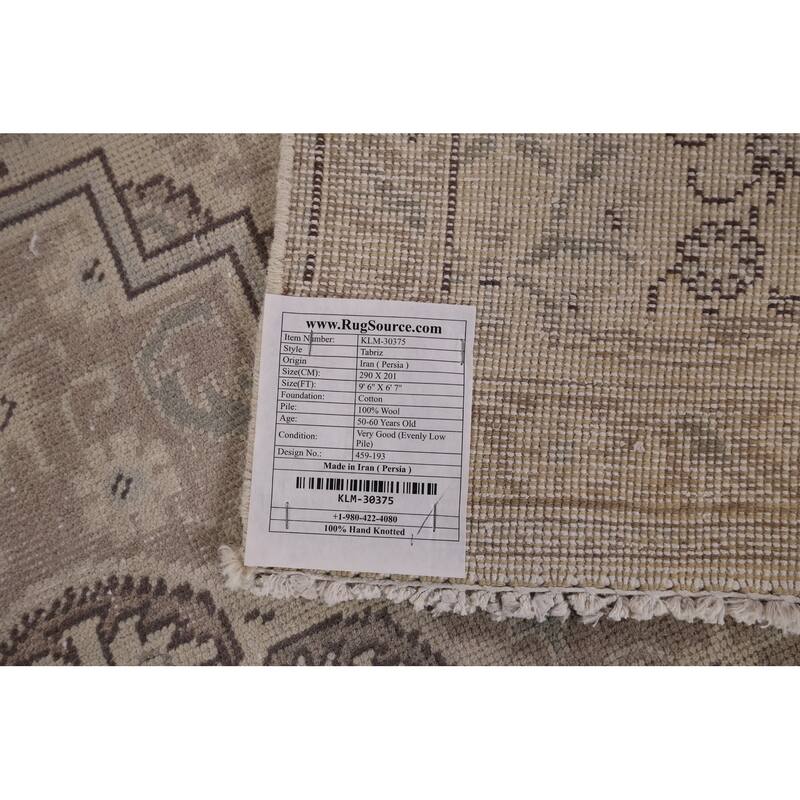 www.RugSource.com
Item Number: KLM-30375
Style Tabriz
Origin Iran ( Persia )
Size(CM): 290 X 201
Size(FT): 9' 6" X 6' 7"
Foundation: Cotton
Pile: 100% Wool
Age: 50-60 Years Old
Condition: Very Good (Evenly Low
Pile)
Design No.: 459-193
Made in Iran ( Persia )
KLM-30375
+1-980-422-4080
100% Hand Knotted